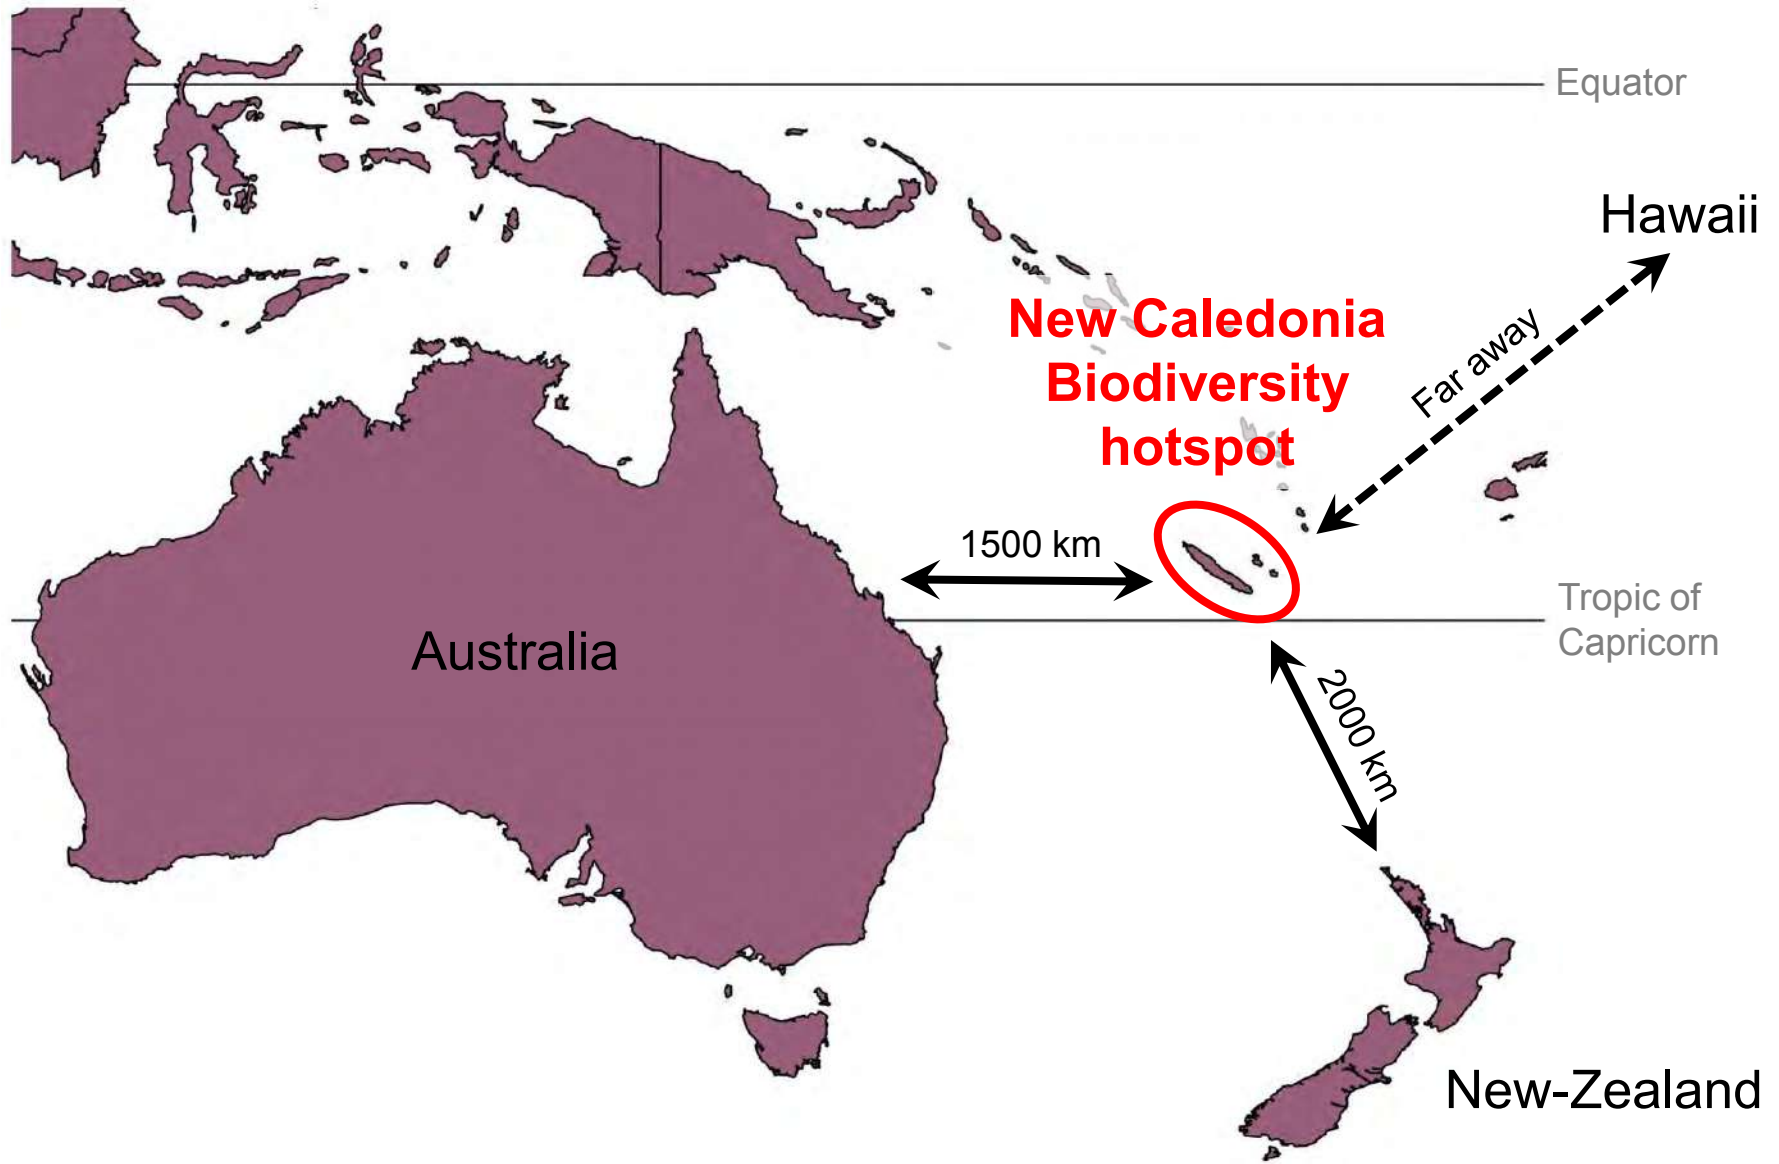 Equator
Hawaii
New Caledonia
Biodiversity
hotspot
Far away
1500 km
Tropic of
Capricorn
Australia
2000 km
New-Zealand